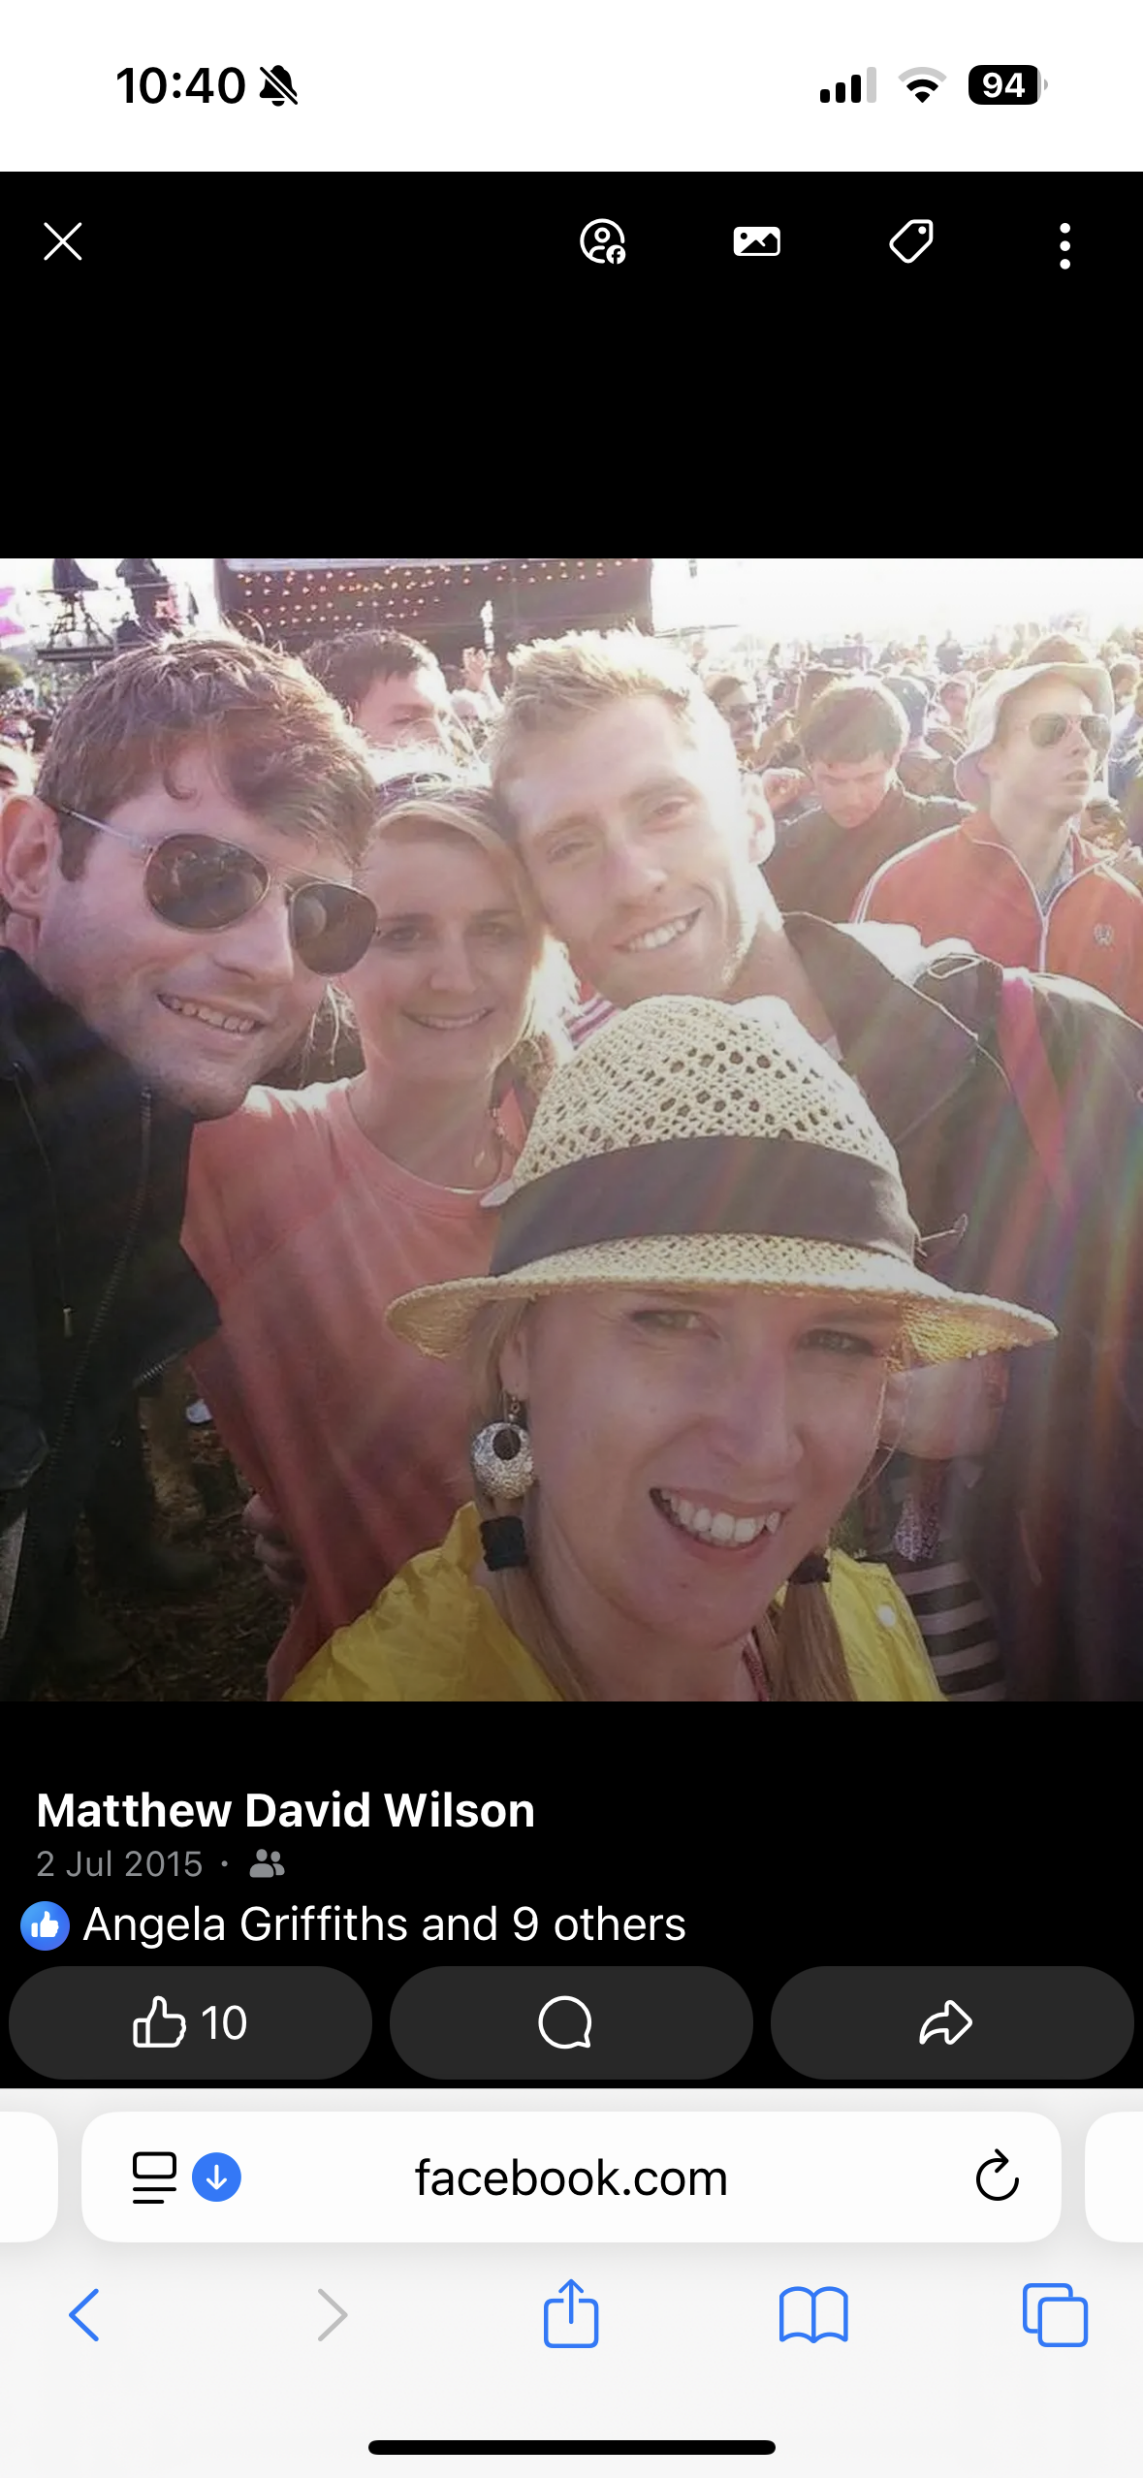 10:40
94
Matthew David Wilson
2 Jul 2015 ·
Angela Griffiths and 9 others
10
facebook.com